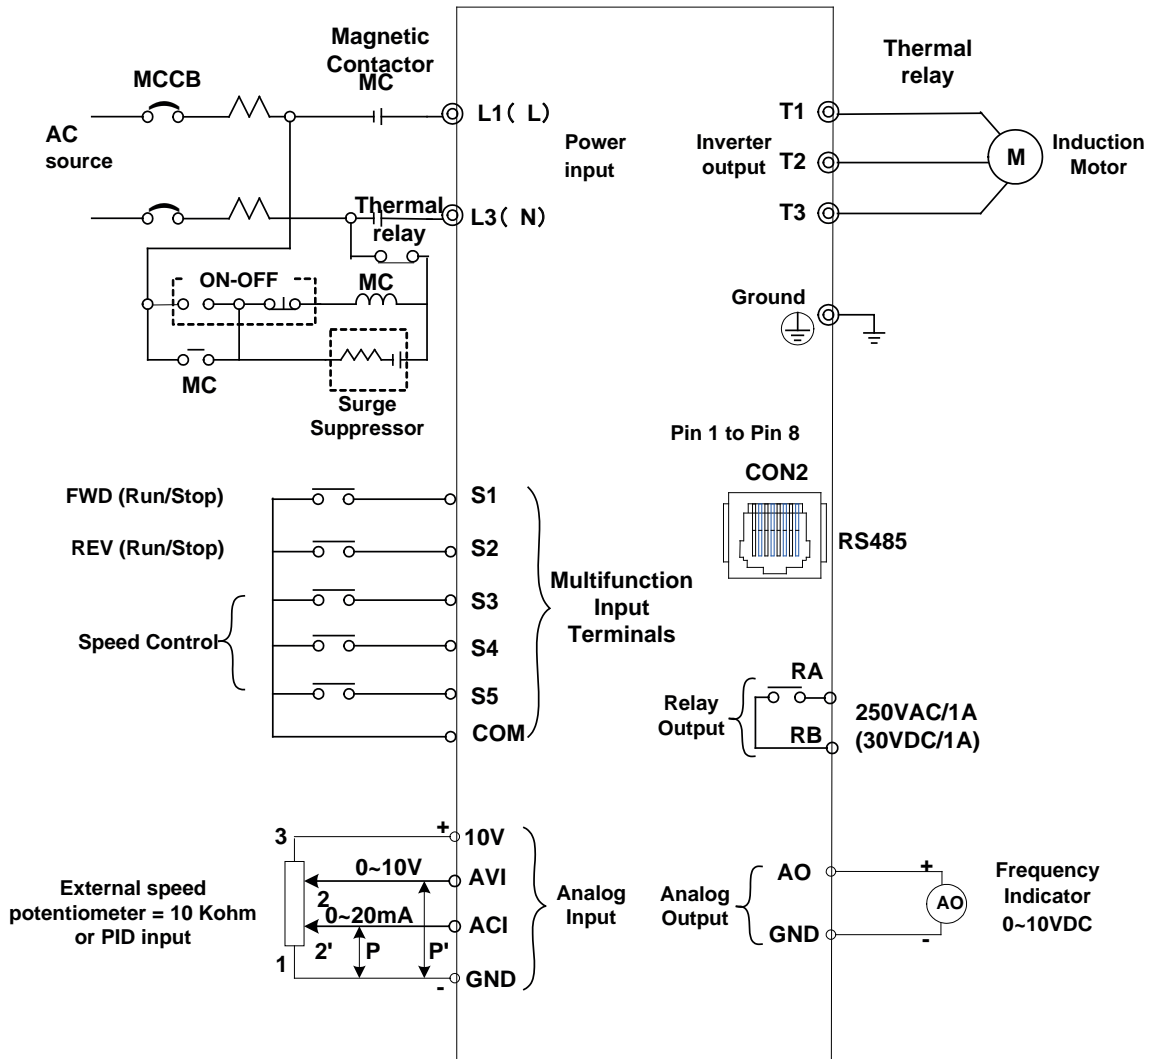 Magnetic
Contactor
MC
MCCB
AC
source
L1( L)
Power
input
L3( N)
Thermal
relay
ON-OFF
MC
MC
Surge
Suppressor
Thermal
relay
T1
Inverter
output
T2
T3
M
Induction
Motor
Ground
Pin 1 to Pin 8
CON2
RS485
FWD (Run/Stop)
S1
REV (Run/Stop)
S2
S3
Speed Control
S4
S5
COM
Multifunction
Input
Terminals
Relay
Output
RA
RB
250VAC/1A
(30VDC/1A)
3
+
10V
0~10V
AVI
2
0~20mA
ACI
2'
P
P'
1
-
GND
External speed
potentiometer = 10 Kohm
or PID input
Analog
Input
Analog
Output
AO
GND
+
AO
-
Frequency
Indicator
0~10VDC